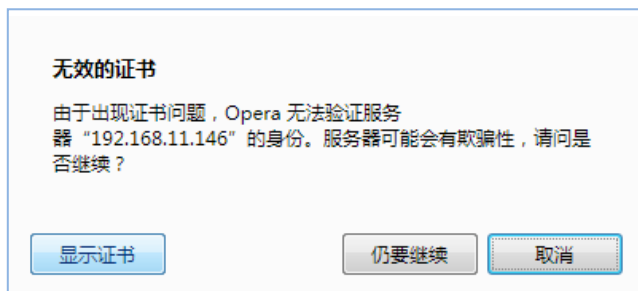 无效的证书
由于出现证书问题，Opera 无法验证服务
器“192.168.11.146”的身份。服务器可能会有欺骗性，请问是
否继续？
显示证书 仍要继续 取消